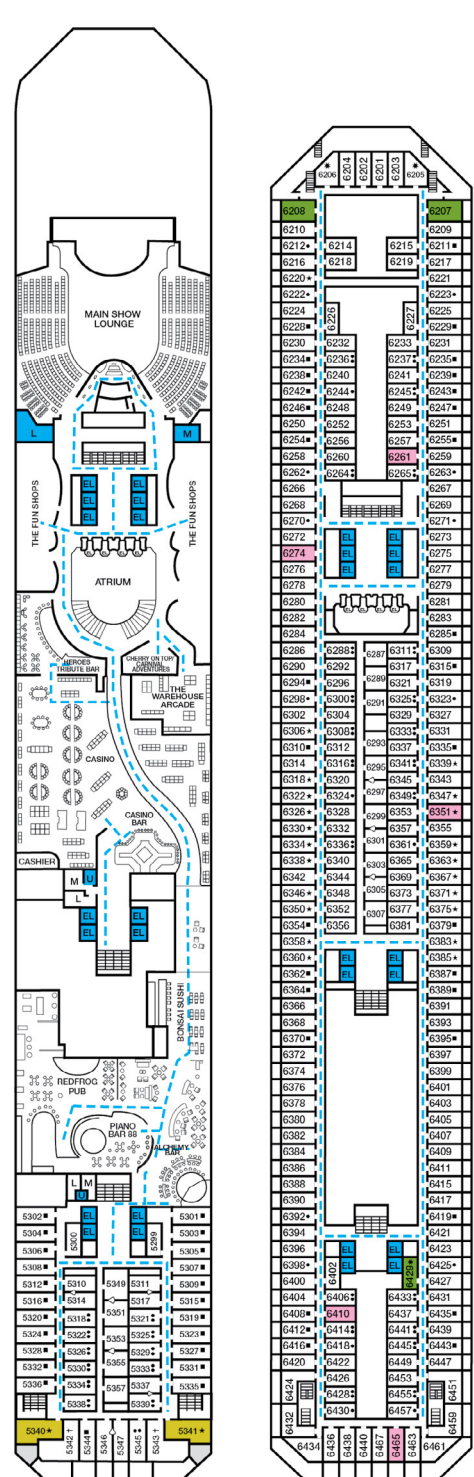 MAIN SHOW
LOUNGE
L
M
EL EL
EL EL
EL EL
THE FUN SHOPS
THE FUN SHOPS
ATRIUM
HEROES
TRIBUTE BAR
CHERRY ON TOP/
CARNIVAL
ADVENTURES
THE
WAREHOUSE
ARCADE
CASINO
CASINO
BAR
CASHIER
M U
L
EL EL
EL EL
BONSAI SUSHI
REDFROG
PUB
PIANO
BAR 88
ALCHEMY
BAR
L M
U
EL EL
EL EL
5300 5299
5302■ 5301■
5304 5303
5306 5305
5308 5307
5312 5310 5349 5311 5309■
5316■ 5314 5351 5317 5315■
5320 5318 5321 5319
5324 5322 5353 5325 5323■
5328 5326 5329 5327
5332 5330 5355 5333 5331
5336■ 5334 5357 5337 5335■
5338 5339
5340★ 5341★
5342† 5344■ 5346 5347 5345 5343†
6206★ 6204 6202 6201 6203 6205★
6208 6207
6210 6209
6212• 6214 6215 6211■
6216 6218 6219 6217
6220• 6221
6222• 6223•
6224 6226 6227 6225
6228■ 6229■
6230 6232 6233 6231
6234■ 6236 6237 6235■
6238■ 6240 6241 6239■
6242■ 6244• 6245 6243■
6246■ 6248 6249 6247■
6250 6252 6253 6251
6254■ 6256 6257 6255■
6258 6260 6261 6259
6262• 6264 6265 6263•
6266 6267
6268 6269
6270• 6271•
6272 EL EL 6273
6274 EL EL 6275
6276 EL EL 6277
6278 6279
6280 6281
6282 6283
6284 6285■
6286 6288 6287 6311 6309
6290 6292 6289 6317 6315■
6294■ 6296 6321 6319
6298• 6300 6291 6325 6323•
6302 6304 6329 6327
6306★ 6308 6293 6333 6331
6310■ 6312 6337 6335■
6314 6316 6295 6341 6339★
6318★ 6320 6345 6343
6322★ 6324• 6297 6349 6347★
6326★ 6328 6299 6353 6351★
6330★ 6332 6357 6355
6334★ 6336 6301 6361• 6359★
6338★ 6340 6303 6365 6363★
6342 6344 6369 6367★
6346★ 6348 6305 6373 6371★
6350★ 6352 6307 6377 6375★
6354■ 6356 6381 6379■
6358★ 6383★
6360★ EL EL 6385★
6362■ EL EL 6387■
6364■ 6389■
6366 6391
6368 6393
6370■ 6395■
6372 6397
6374 6399
6376 6401
6378 6403
6380 6405
6382 6407
6384 6409
6386 6411
6388 6415
6390 6417
6392• 6419■
6394 6421
6396 EL EL 6423
6398• EL EL 6425•
6400 6402 6429• 6427
6404 6406 6433 6431
6408■ 6410 6437 6435■
6412■ 6414 6441 6439
6416■ 6418• 6445 6443■
6420 6422 6449 6447
6424 6426 6453 6451
6428 6455
6432 6430• 6457• 6459
6434 6436 6438 6440 6467 6465 6463 6461